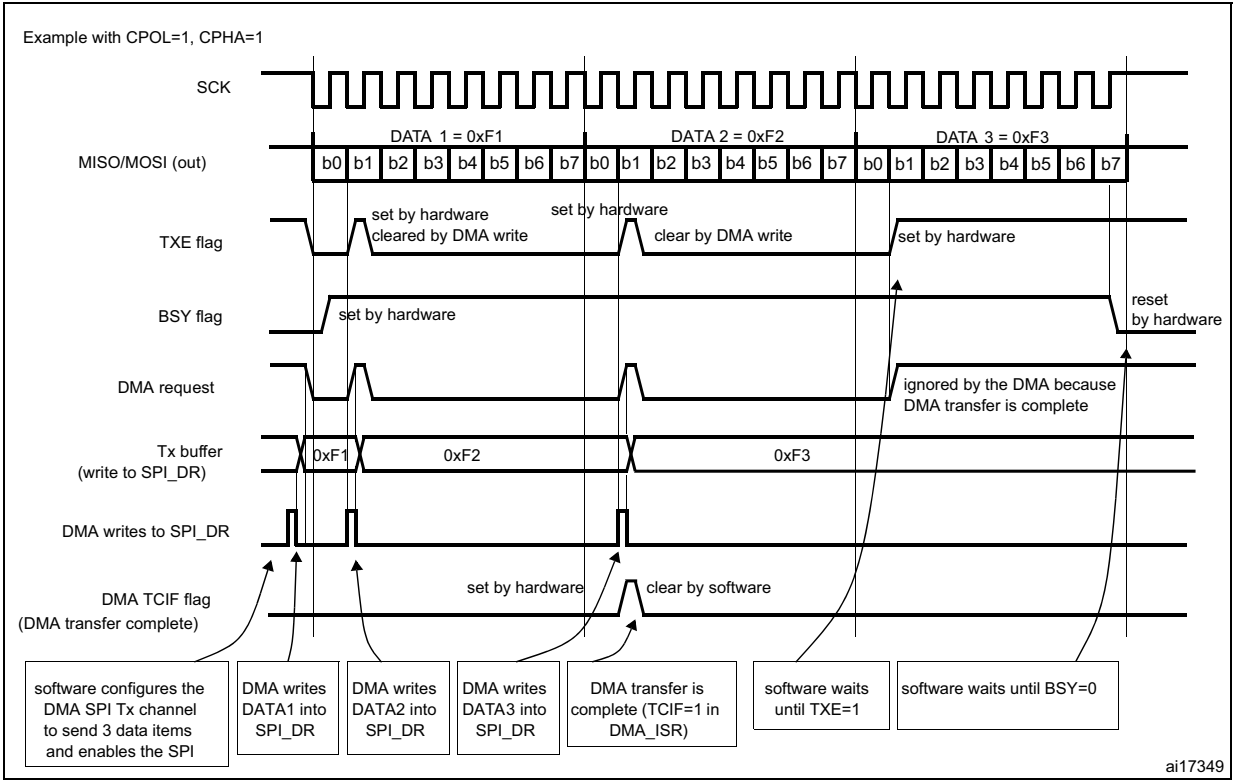 Example with CPOL=1, CPHA=1
SCK
DATA 1 = 0xF1
DATA 2 = 0xF2
DATA 3 = 0xF3
MISO/MOSI (out)
b0 b1 b2 b3 b4 b5 b6 b7 b0 b1 b2 b3 b4 b5 b6 b7 b0 b1 b2 b3 b4 b5 b6 b7
TXE flag
set by hardware
cleared by DMA write
set by hardware
clear by DMA write
set by hardware
BSY flag
set by hardware
reset
by hardware
DMA request
ignored by the DMA because
DMA transfer is complete
Tx buffer
(write to SPI_DR)
0xF1
0xF2
0xF3
DMA writes to SPI_DR
DMA TCIF flag
(DMA transfer complete)
set by hardware
clear by software
software configures the
DMA SPI Tx channel
to send 3 data items
and enables the SPI
DMA writes
DATA1 into
SPI_DR
DMA writes
DATA2 into
SPI_DR
DMA writes
DATA3 into
SPI_DR
DMA transfer is
complete (TCIF=1 in
DMA_ISR)
software waits
until TXE=1
software waits until BSY=0
ai17349